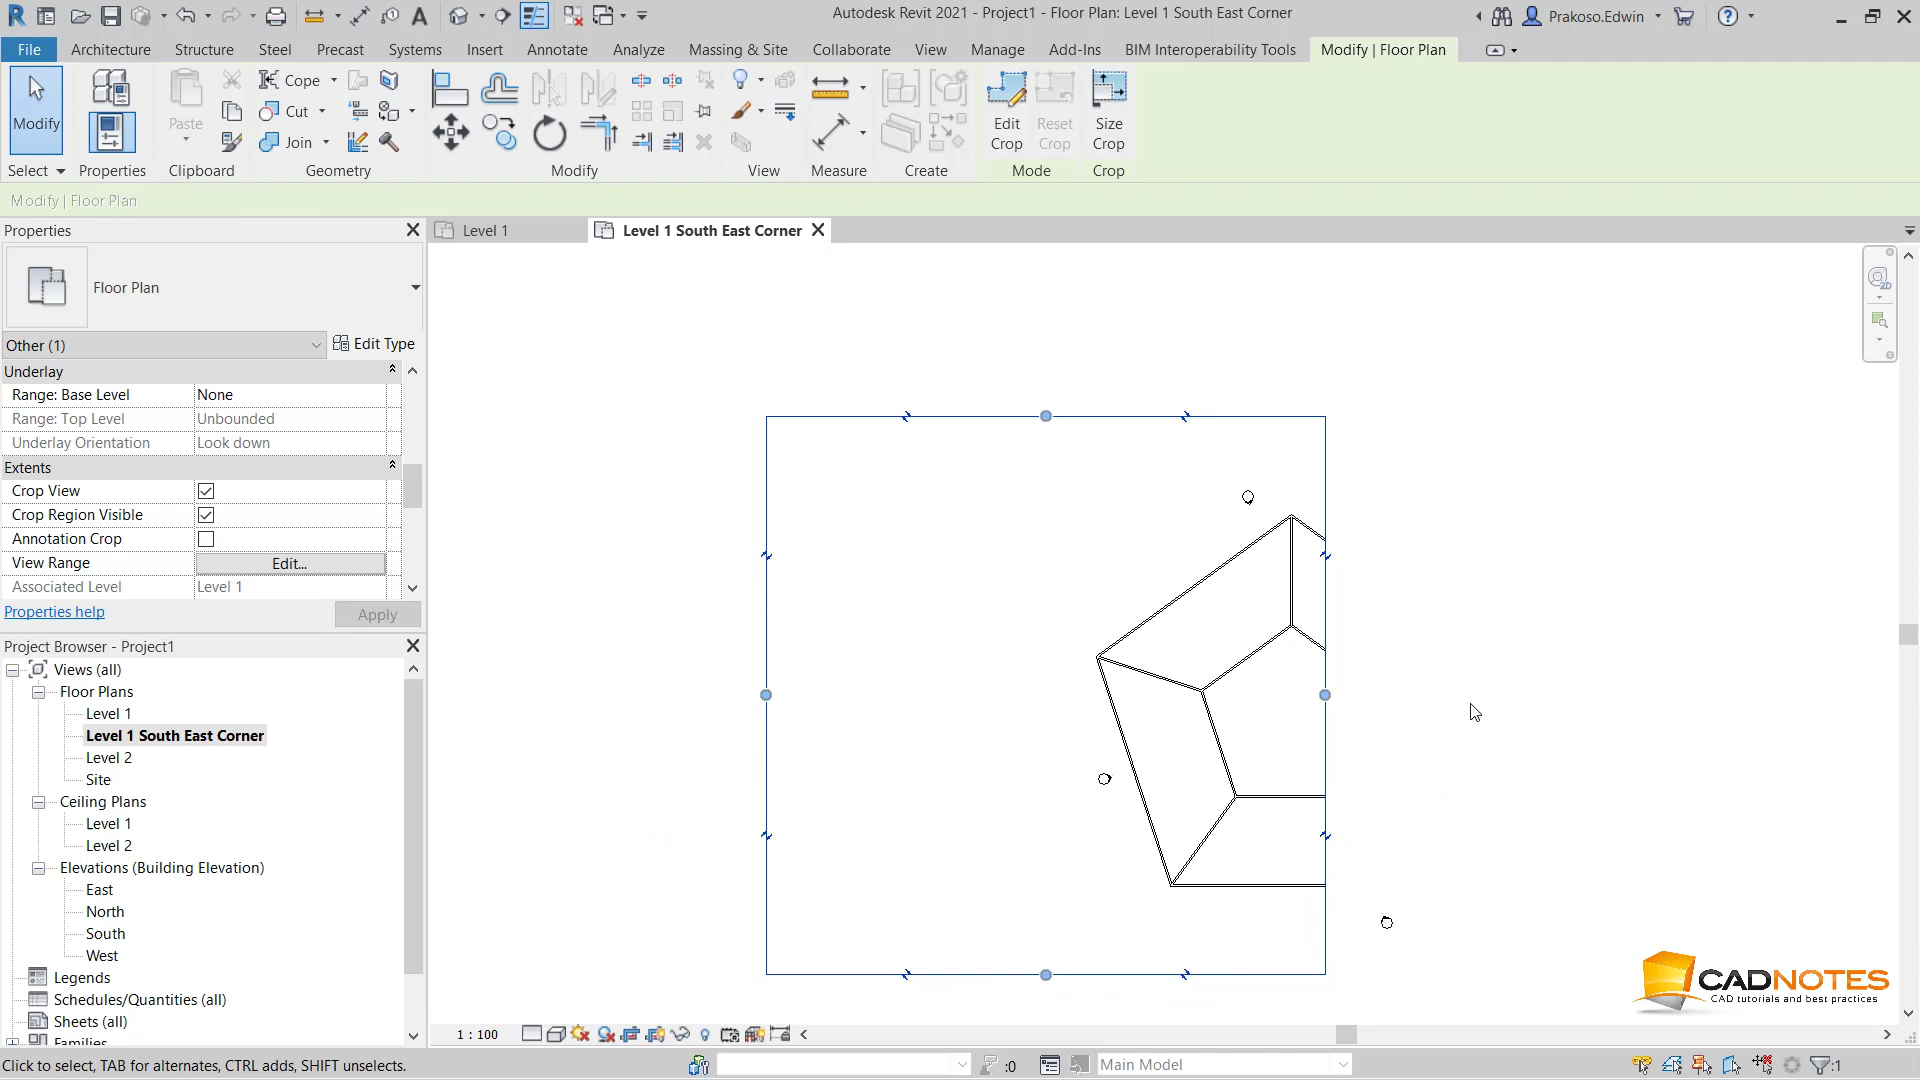 Autodesk Revit 2021 - Project1 - Floor Plan: Level 1 South East Corner
Prakoso.Edwin
File Architecture Structure Steel Precast Systems Insert Annotate Analyze Massing & Site Collaborate View Manage Add-Ins BIM Interoperability Tools Modify | Floor Plan
Modify
Select
Properties
Paste
Clipboard
Cope
Cut
Join
Geometry
Modify
View
Measure
Create
Edit Crop
Reset Crop
Mode
Size Crop
Crop
Modify | Floor Plan
Properties
Floor Plan
Other (1)
Edit Type
Underlay
Range: Base Level None
Range: Top Level Unbounded
Underlay Orientation Look down
Extents
Crop View
Crop Region Visible
Annotation Crop
View Range Edit...
Associated Level Level 1
Properties help
Apply
Project Browser - Project1
Views (all)
Floor Plans
Level 1
Level 1 South East Corner
Level 2
Site
Ceiling Plans
Level 1
Level 2
Elevations (Building Elevation)
East
North
South
West
Legends
Schedules/Quantities (all)
Sheets (all)
Families
Level 1
Level 1 South East Corner
2D
CADNOTES
CAD tutorials and best practices
1 : 100
Click to select, TAB for alternates, CTRL adds, SHIFT unselects.
:0
Main Model
:1